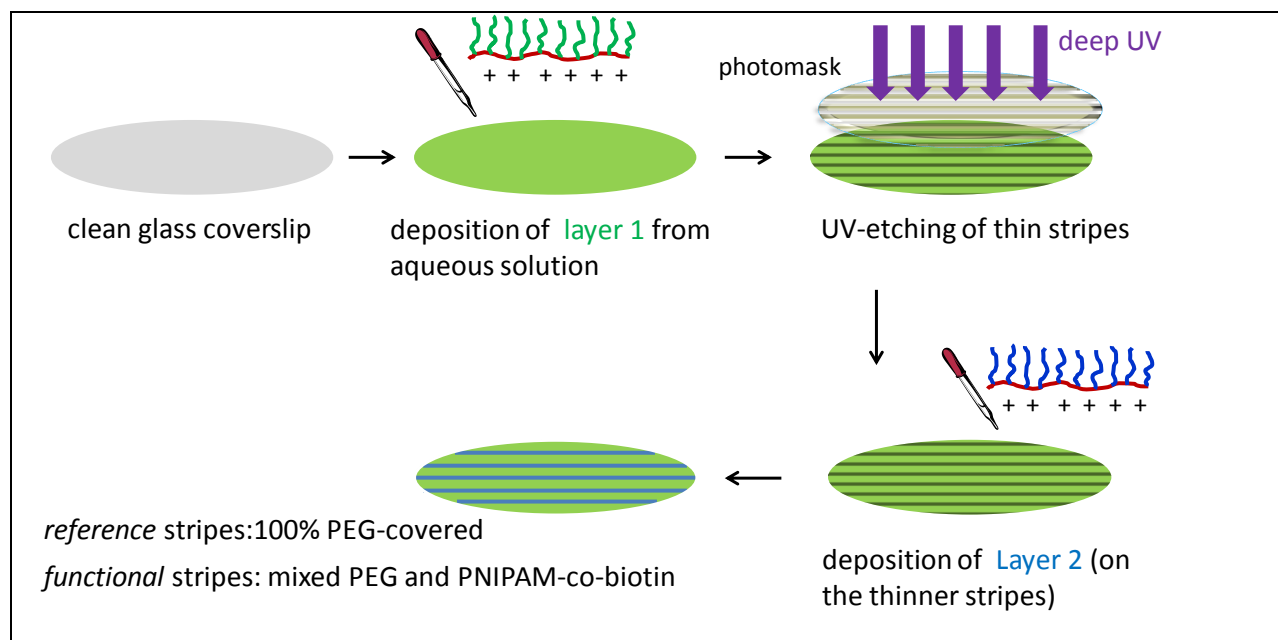 + + + + + +
photomask
deep UV
clean glass coverslip
deposition of layer 1 from
aqueous solution
UV-etching of thin stripes
+ + + + + +
reference stripes:100% PEG-covered
functional stripes: mixed PEG and PNIPAM-co-biotin
deposition of Layer 2 (on
the thinner stripes)